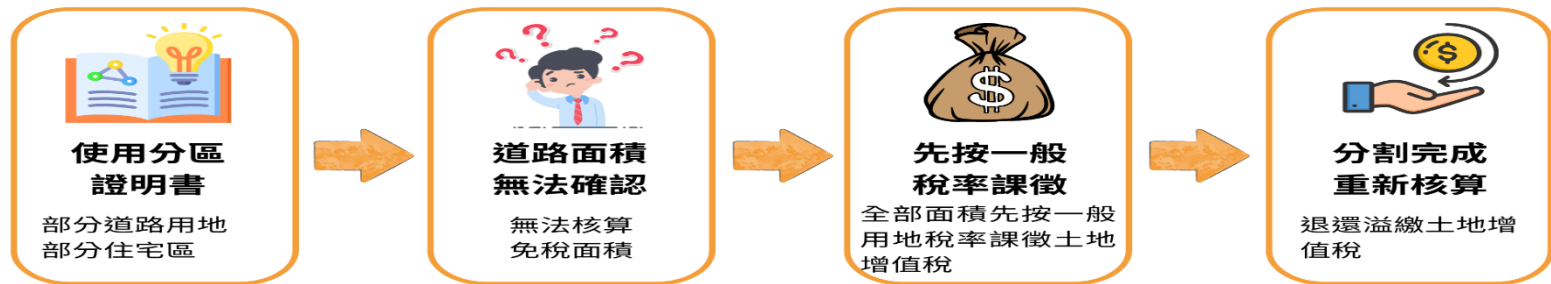 使用分區
證明書
部分道路用地
部分住宅區
道路面積
無法確認
無法核算
免稅面積
$
先按一般
稅率課徵
全部面積先按一般
用地稅率課徵土地
增值稅
$
分割完成
重新核算
退還溢繳土地增
值稅